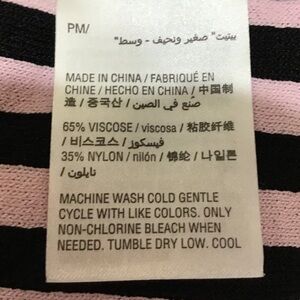 PM/
بيتيت" صغير ونحيف - وسط"
MADE IN CHINA / FABRIQUÉ EN
CHINE / HECHO EN CHINA / 中国制
造 / 중국산 / صنع في الصين
65% VISCOSE / viscosa / 粘胶纤维
/ 비스코스 / فيسكوز
35% NYLON / nilón / 锦纶 / 나일론
/ نايلون
MACHINE WASH COLD GENTLE
CYCLE WITH LIKE COLORS. ONLY
NON-CHLORINE BLEACH WHEN
NEEDED. TUMBLE DRY LOW. COOL